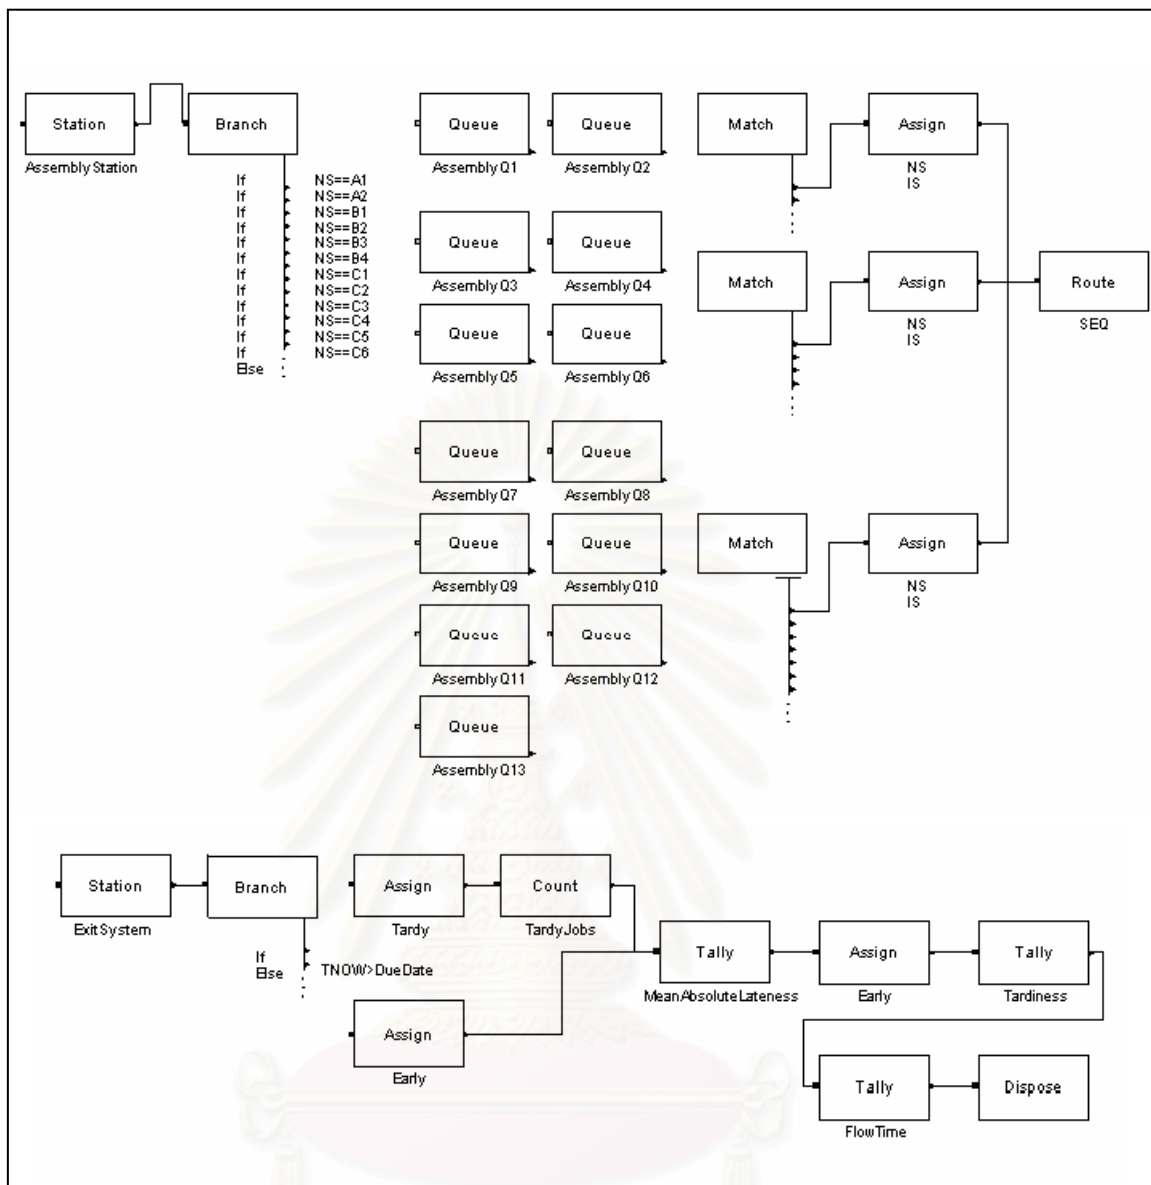 Station
Branch
Queue
Queue
Match
Assign
Assembly Station
Assembly Q1
Assembly Q2
NS
IS
If NS==A1
If NS==A2
If NS==B1
If NS==B2
If NS==B3
If NS==B4
If NS==C1
If NS==C2
If NS==C3
If NS==C4
If NS==C5
If NS==C6
Else
Queue
Queue
Match
Assign
Route
Assembly Q3
Assembly Q4
NS
IS
SEQ
Queue
Queue
Assembly Q5
Assembly Q6
Queue
Queue
Assembly Q7
Assembly Q8
Queue
Queue
Match
Assign
Assembly Q9
Assembly Q10
NS
IS
Queue
Queue
Assembly Q11
Assembly Q12
Queue
Assembly Q13
Station
Branch
Assign
Count
Exit System
Tardy
Tardy Jobs
If
Else TNOW>DueDate
Tally
Assign
Tally
Mean Absolute Lateness
Early
Tardiness
Assign
Early
Tally
Dispose
Flow Time